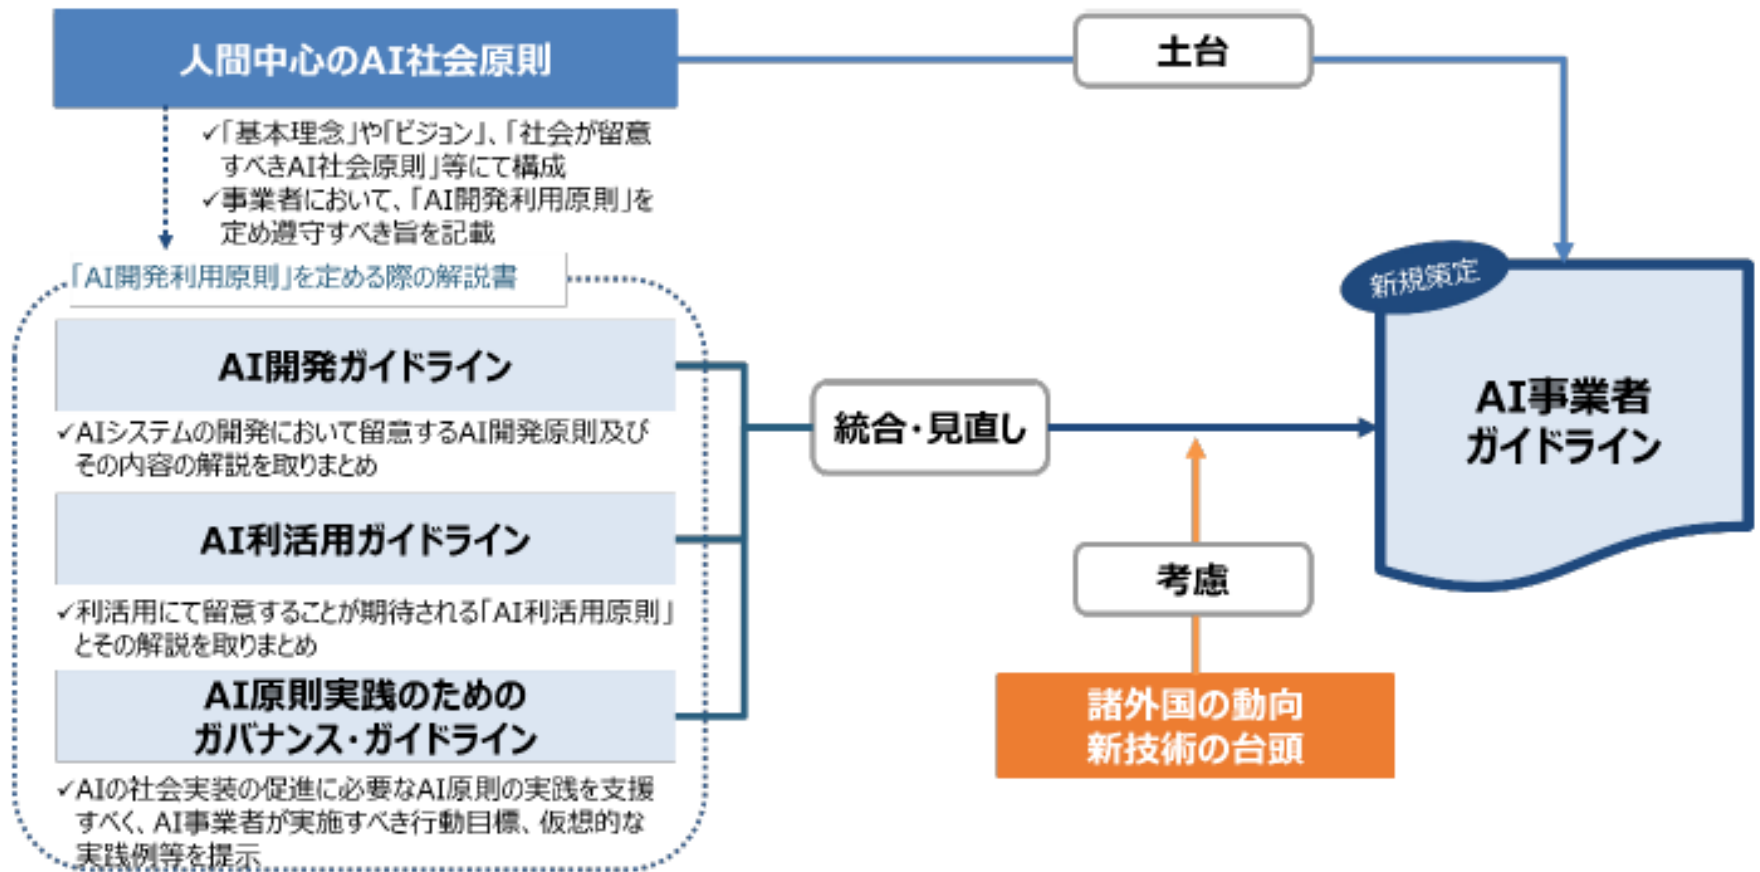 人間中心のAI社会原則
土台
✓「基本理念」や「ビジョン」、「社会が留意
すべきAI社会原則」等にて構成
✓事業者において、「AI開発利用原則」を
定め遵守すべき旨を記載
「AI開発利用原則」を定める際の解説書
新規策定
AI開発ガイドライン
✓AIシステムの開発において留意するAI開発原則及び
その内容の解説を取りまとめ
統合・見直し
AI事業者
ガイドライン
AI利活用ガイドライン
✓利活用にて留意することが期待される「AI利活用原則」
とその解説を取りまとめ
考慮
AI原則実践のための
ガバナンス・ガイドライン
諸外国の動向
新技術の台頭
✓AIの社会実装の促進に必要なAI原則の実践を支援
すべく、AI事業者が実施すべき行動目標、仮想的な
実践例等を提示